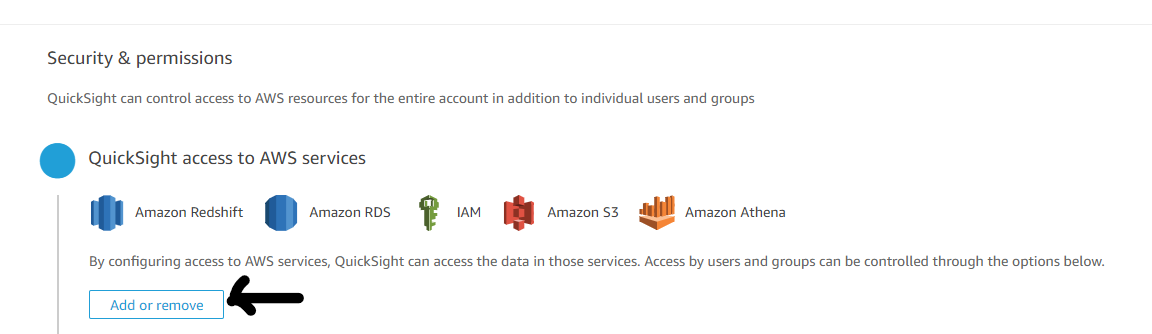 Security & permissions
QuickSight can control access to AWS resources for the entire account in addition to individual users and groups
QuickSight access to AWS services
Amazon Redshift Amazon RDS IAM Amazon S3 Amazon Athena
By configuring access to AWS services, QuickSight can access the data in those services. Access by users and groups can be controlled through the options below.
Add or remove